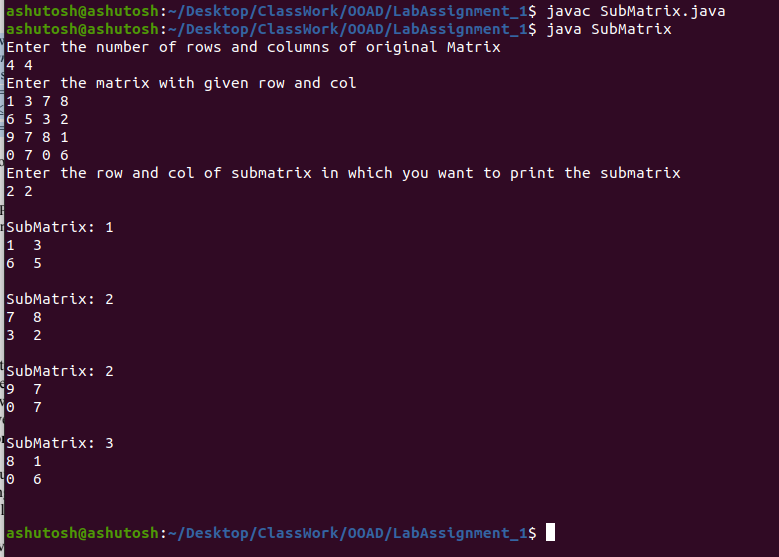 ashutosh@ashutosh:~/Desktop/ClassWork/OOAD/LabAssignment_1$ javac SubMatrix.java
ashutosh@ashutosh:~/Desktop/ClassWork/OOAD/LabAssignment_1$ java SubMatrix
Enter the number of rows and columns of original Matrix
4 4
Enter the matrix with given row and col
1 3 7 8
6 5 3 2
9 7 8 1
0 7 0 6
Enter the row and col of submatrix in which you want to print the submatrix
2 2
SubMatrix: 1
1  3
6  5
SubMatrix: 2
7  8
3  2
SubMatrix: 2
9  7
0  7
SubMatrix: 3
8  1
0  6
ashutosh@ashutosh:~/Desktop/ClassWork/OOAD/LabAssignment_1$